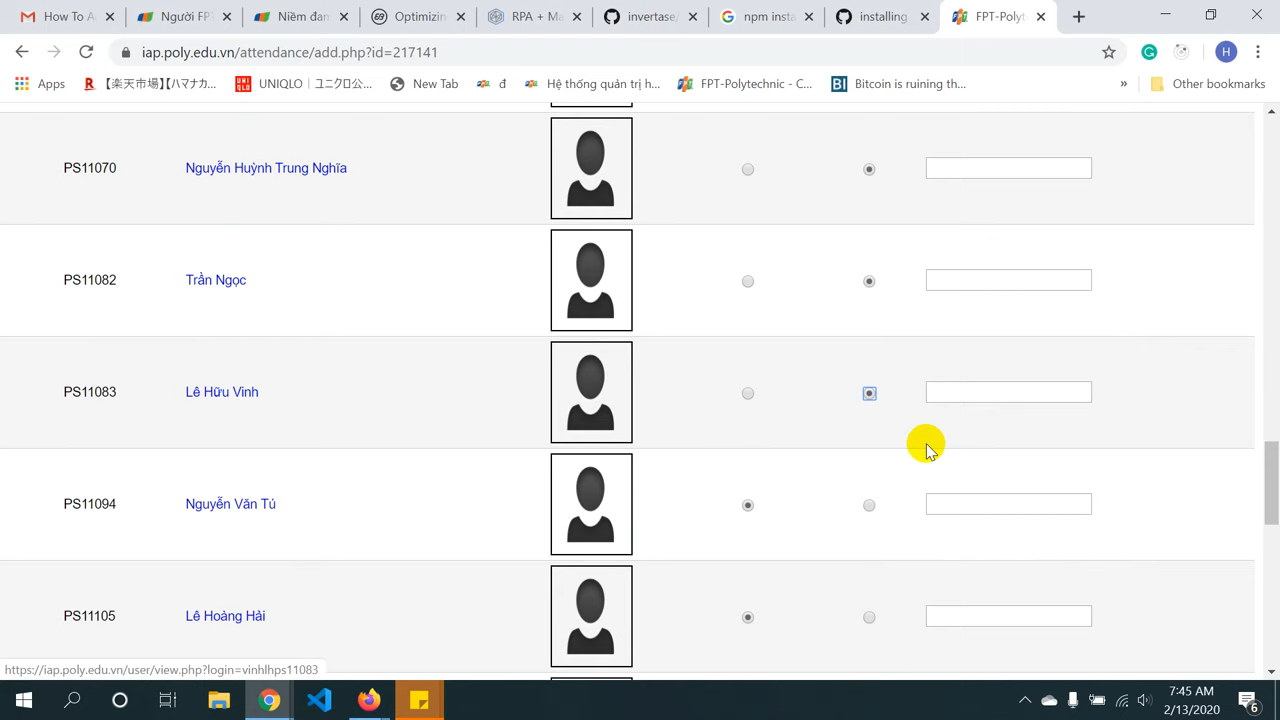 How To A
Người FPT
Niềm đam
Optimizin
RPA + Ma
invertase/
npm insta
installing
FPT-Polyt
iap.poly.edu.vn/attendance/add.php?id=217141
H
Apps
【楽天市場】【ハマナカ...
UNIQLO | ユニクロ公...
New Tab
đ
Hệ thống quản trị h...
FPT-Polytechnic - C...
BI
Bitcoin is ruining th...
»
Other bookmarks
PS11070 Nguyễn Huỳnh Trung Nghĩa
PS11082 Trần Ngọc
PS11083 Lê Hữu Vinh
PS11094 Nguyễn Văn Tú
PS11105 Lê Hoàng Hải
https://iap.poly.edu.vn/user/view.php?login=vinhlhps11083
7:45 AM
2/13/2020
6